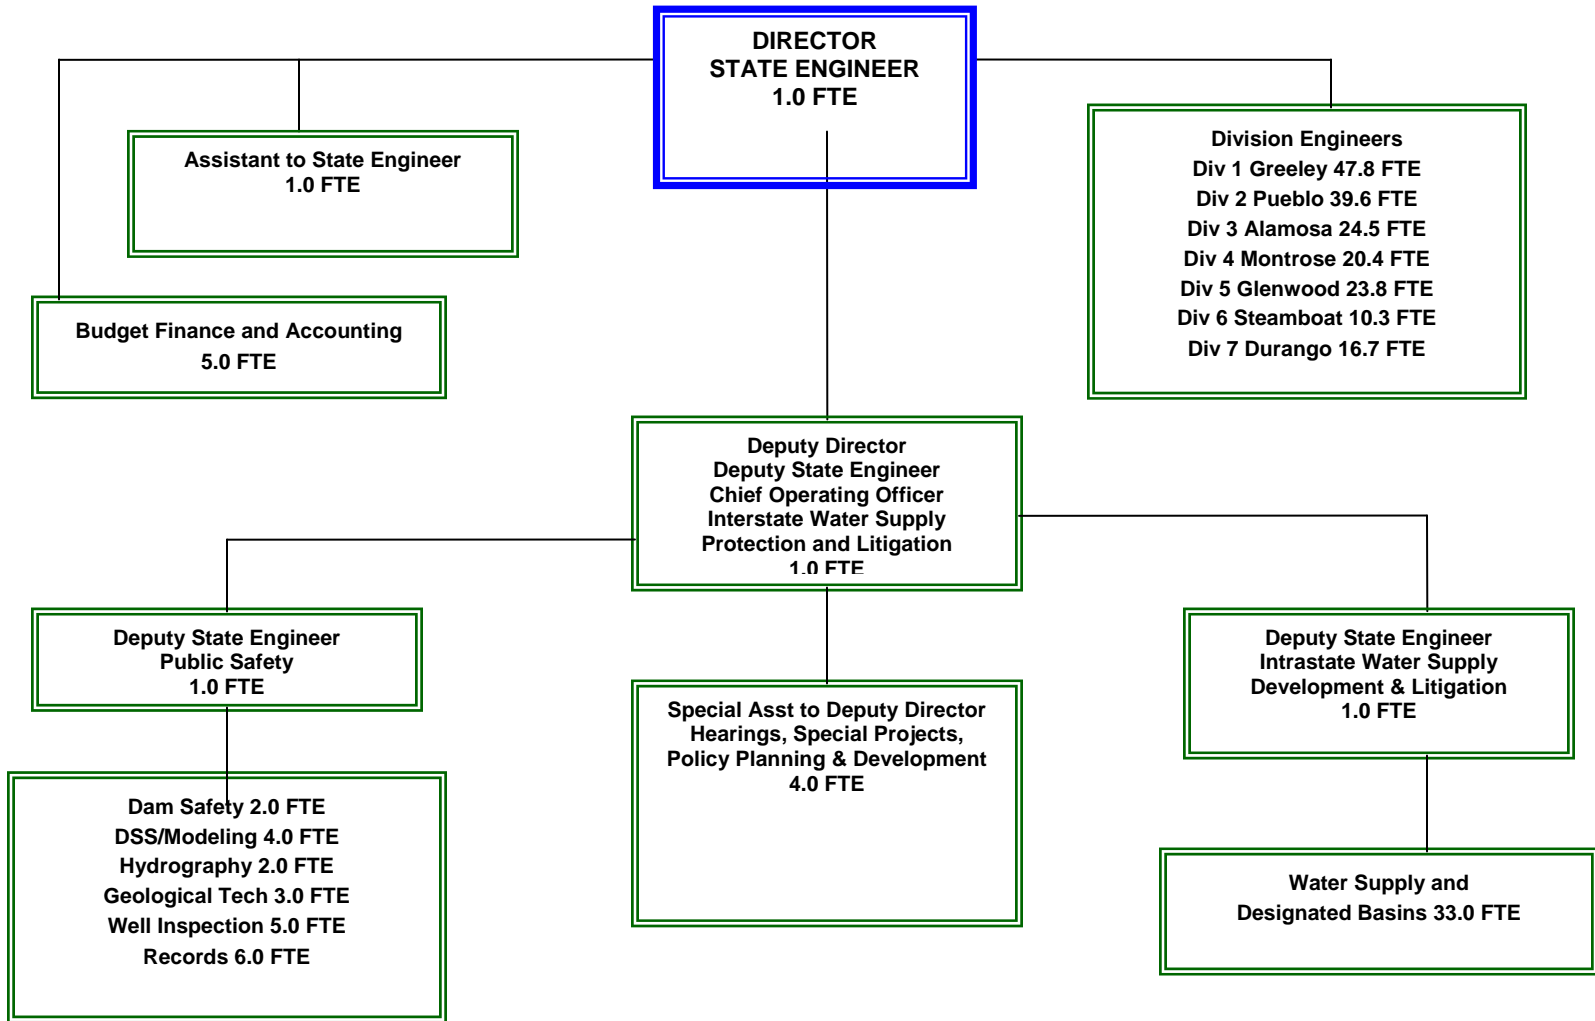 DIRECTOR
STATE ENGINEER
1.0 FTE
Assistant to State Engineer
1.0 FTE
Division Engineers
Div 1 Greeley 47.8 FTE
Div 2 Pueblo 39.6 FTE
Div 3 Alamosa 24.5 FTE
Div 4 Montrose 20.4 FTE
Div 5 Glenwood 23.8 FTE
Div 6 Steamboat 10.3 FTE
Div 7 Durango 16.7 FTE
Budget Finance and Accounting
5.0 FTE
Deputy Director
Deputy State Engineer
Chief Operating Officer
Interstate Water Supply
Protection and Litigation
1.0 FTE
Deputy State Engineer
Public Safety
1.0 FTE
Special Asst to Deputy Director
Hearings, Special Projects,
Policy Planning & Development
4.0 FTE
Deputy State Engineer
Intrastate Water Supply
Development & Litigation
1.0 FTE
Dam Safety 2.0 FTE
DSS/Modeling 4.0 FTE
Hydrography 2.0 FTE
Geological Tech 3.0 FTE
Well Inspection 5.0 FTE
Records 6.0 FTE
Water Supply and
Designated Basins 33.0 FTE